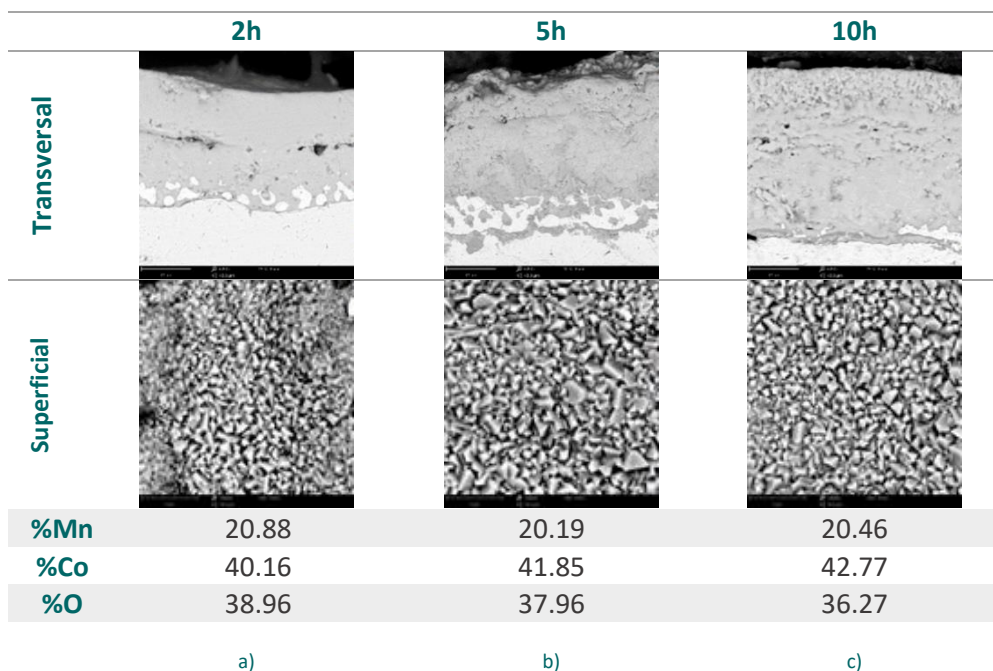 2h 5h 10h
Transversal
Superficial
%Mn 20.88 20.19 20.46
%Co 40.16 41.85 42.77
%O 38.96 37.96 36.27
a) b) c)